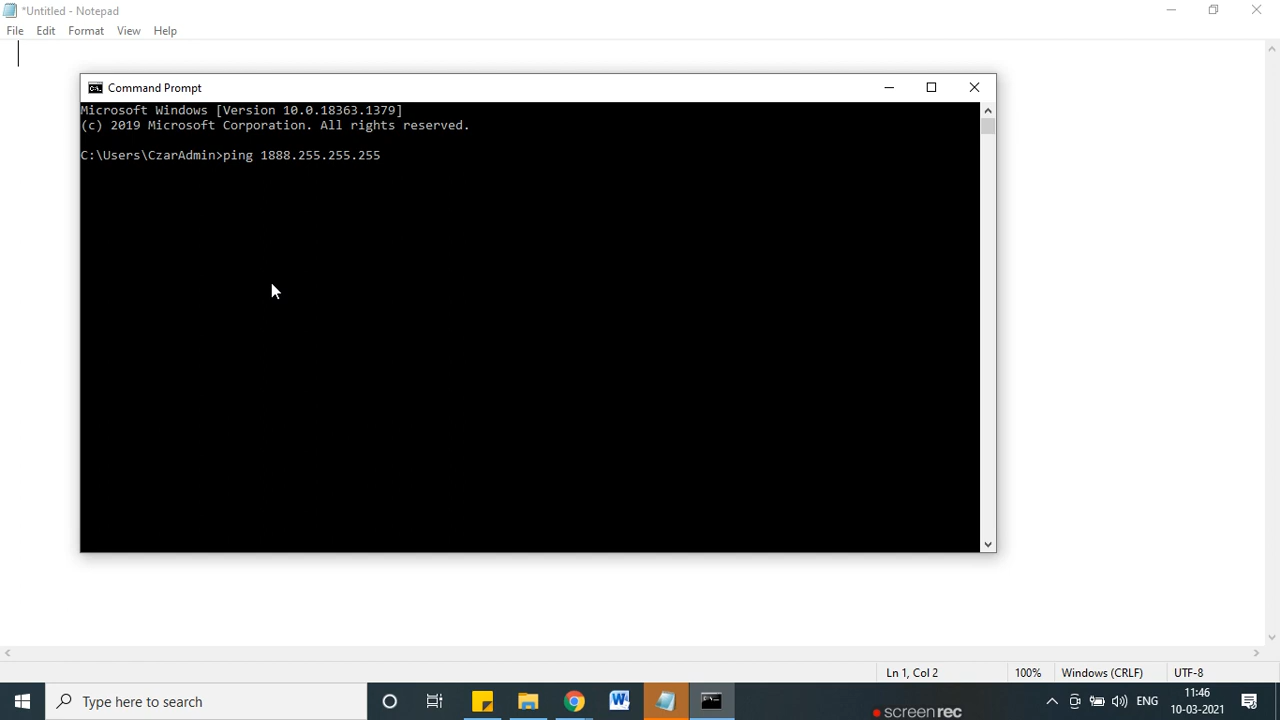 *Untitled - Notepad
File Edit Format View Help
Command Prompt
Microsoft Windows [Version 10.0.18363.1379]
(c) 2019 Microsoft Corporation. All rights reserved.
C:\Users\CzarAdmin>ping 1888.255.255.255
Ln 1, Col 2 100% Windows (CRLF) UTF-8
Type here to search
screenrec
ENG
11:46
10-03-2021